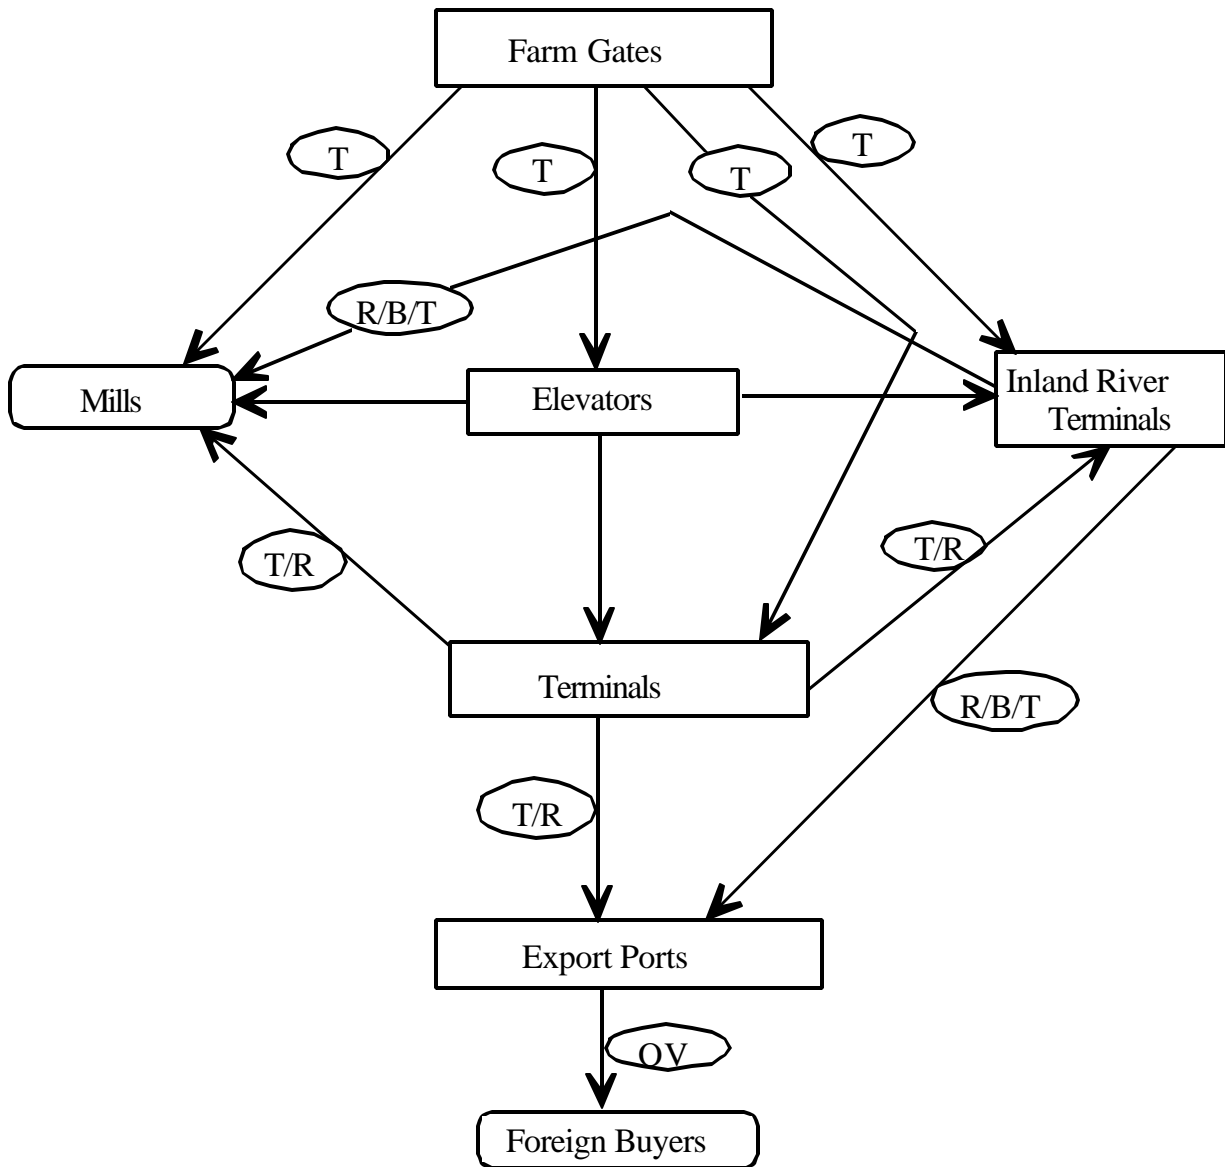 Farm Gates
T
T
T
T
R/B/T
Mills
Elevators
Inland River
Terminals
T/R
T/R
Terminals
R/B/T
T/R
Export Ports
OV
Foreign Buyers